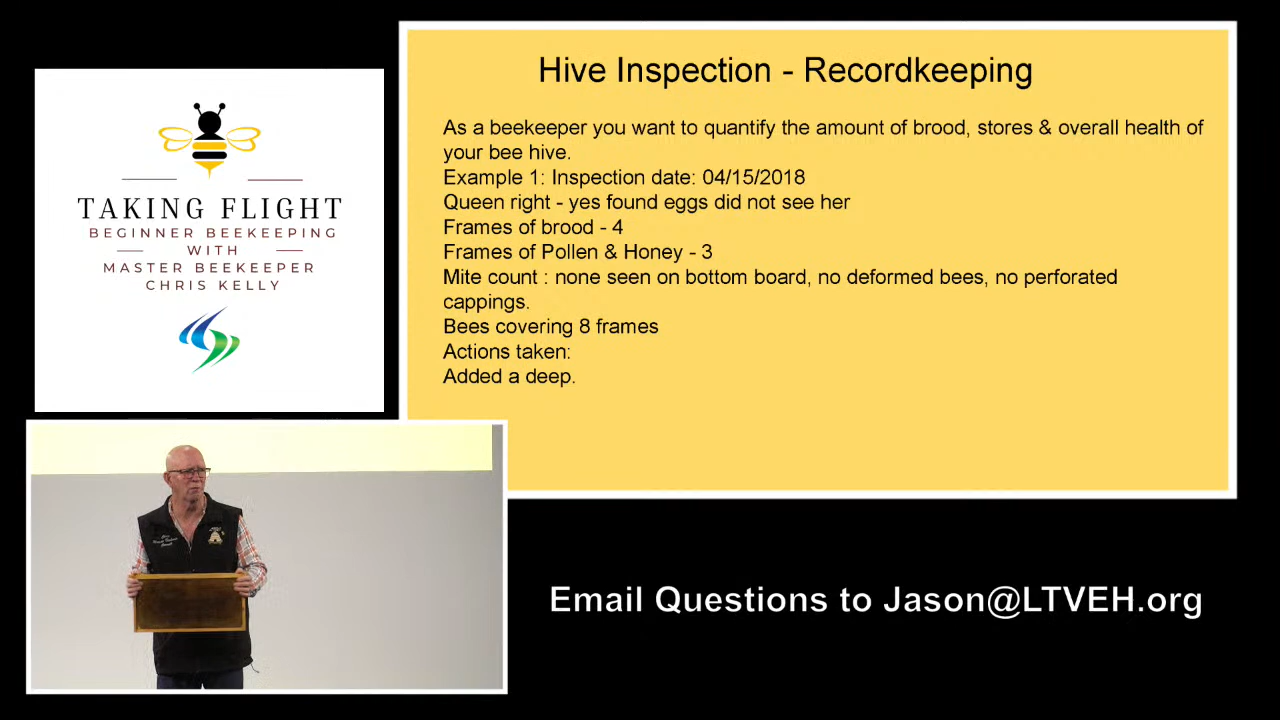 Hive Inspection - Recordkeeping
As a beekeeper you want to quantify the amount of brood, stores & overall health of
your bee hive.
Example 1: Inspection date: 04/15/2018
Queen right - yes found eggs did not see her
Frames of brood - 4
Frames of Pollen & Honey - 3
Mite count : none seen on bottom board, no deformed bees, no perforated
cappings.
Bees covering 8 frames
Actions taken:
Added a deep.
TAKING FLIGHT
BEGINNER BEEKEEPING
WITH
MASTER BEEKEEPER
CHRIS KELLY
Email Questions to Jason@LTVEH.org